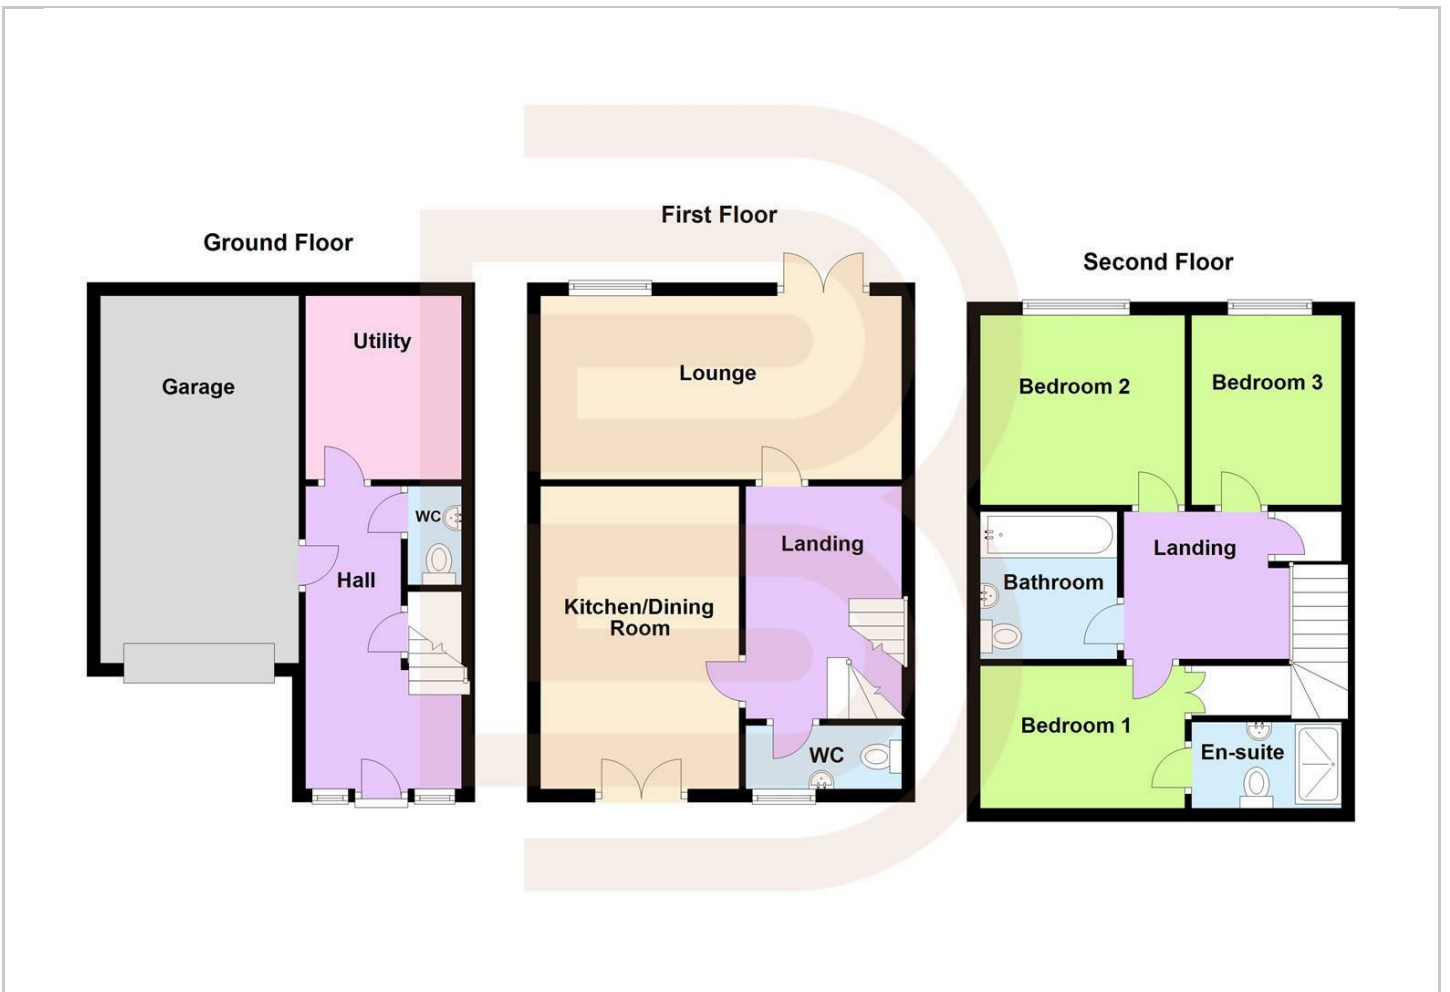 Ground Floor
Garage
Utility
WC
Hall
First Floor
Lounge
Landing
Kitchen/Dining
Room
WC
Second Floor
Bedroom 2
Bedroom 3
Landing
Bathroom
Bedroom 1
En-suite